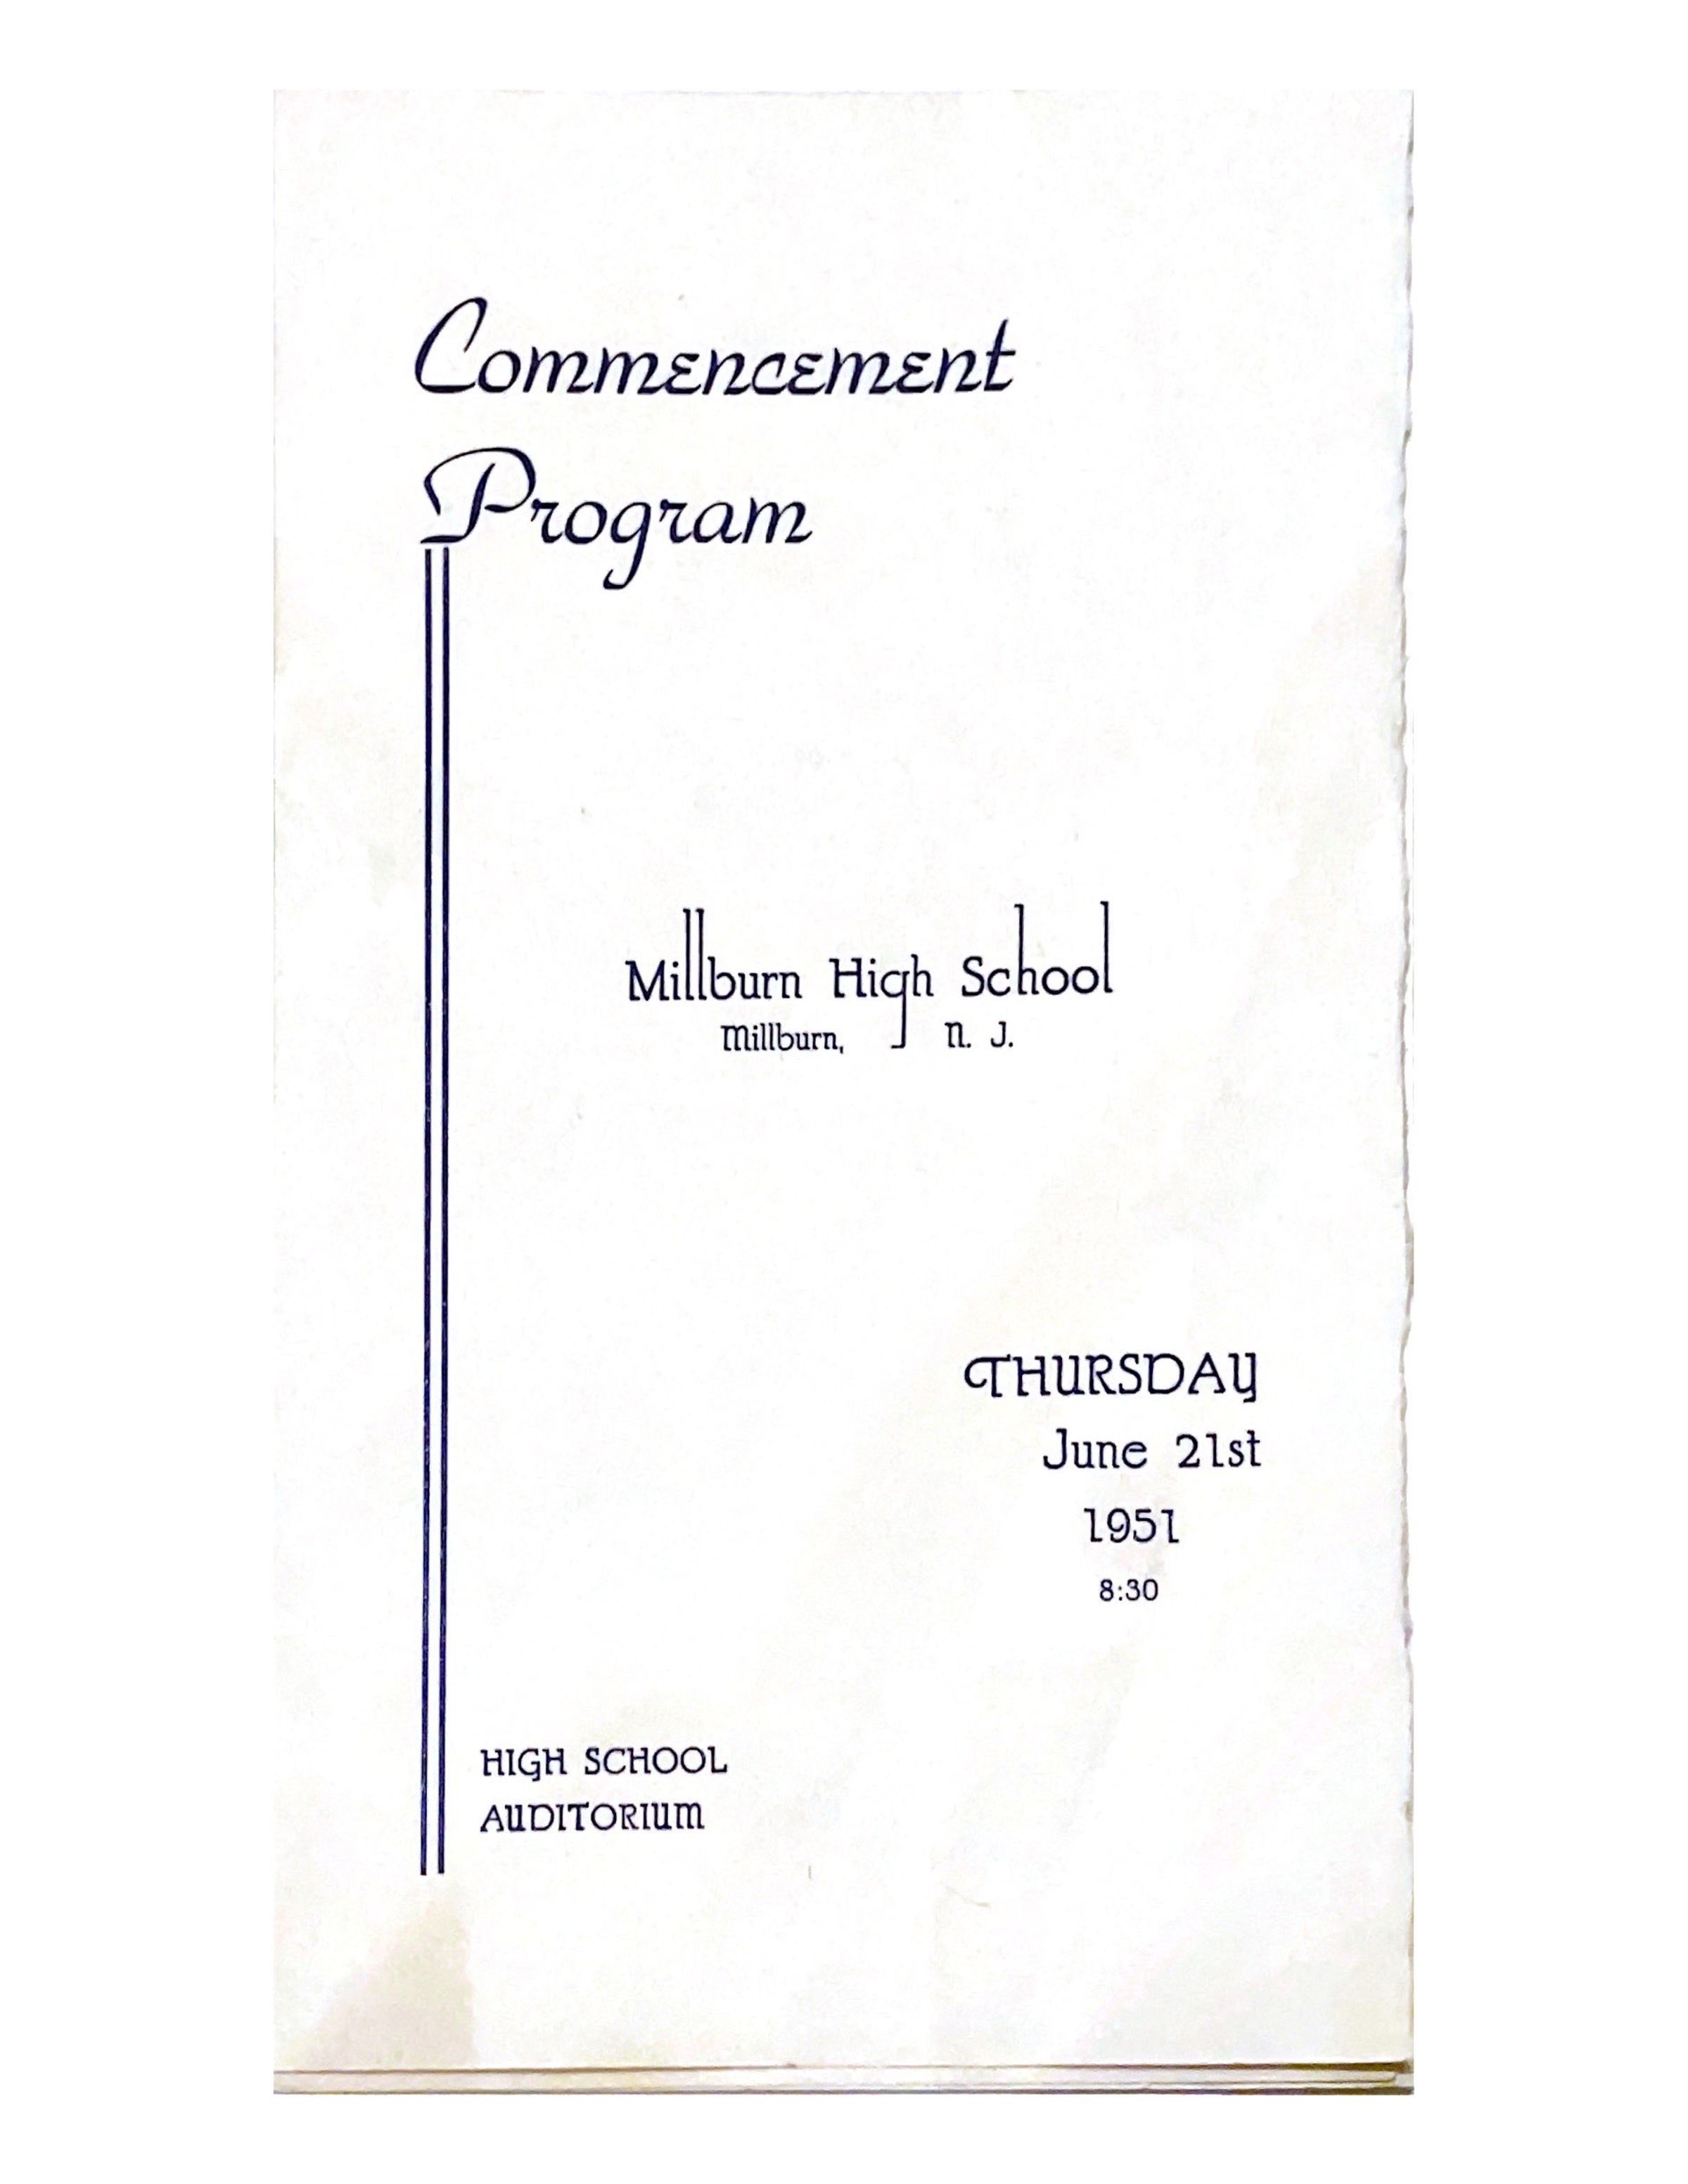 Commencement
Program
Millburn High School
Millburn, N. J.
THURSDAY
June 21st
1951
8:30
HIGH SCHOOL
AUDITORIUM